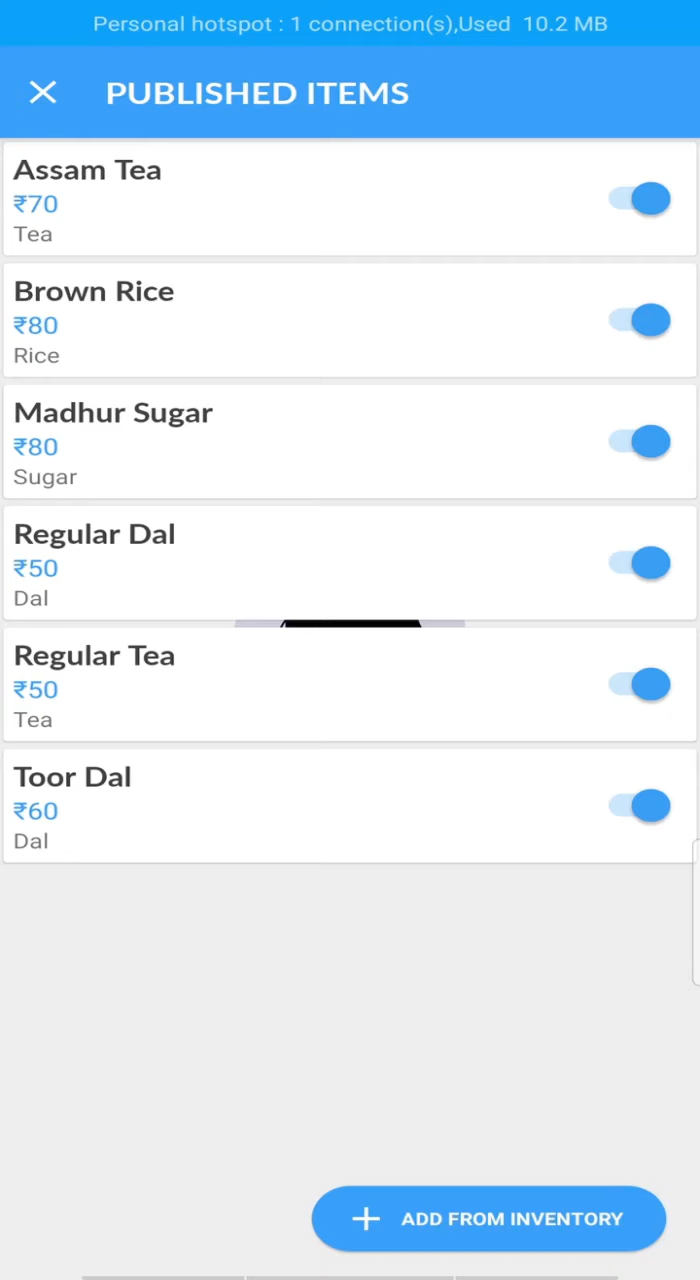 Personal hotspot : 1 connection(s),Used 10.2 MB
PUBLISHED ITEMS
Assam Tea
₹70
Tea
Brown Rice
₹80
Rice
Madhur Sugar
₹80
Sugar
Regular Dal
₹50
Dal
Regular Tea
₹50
Tea
Toor Dal
₹60
Dal
ADD FROM INVENTORY